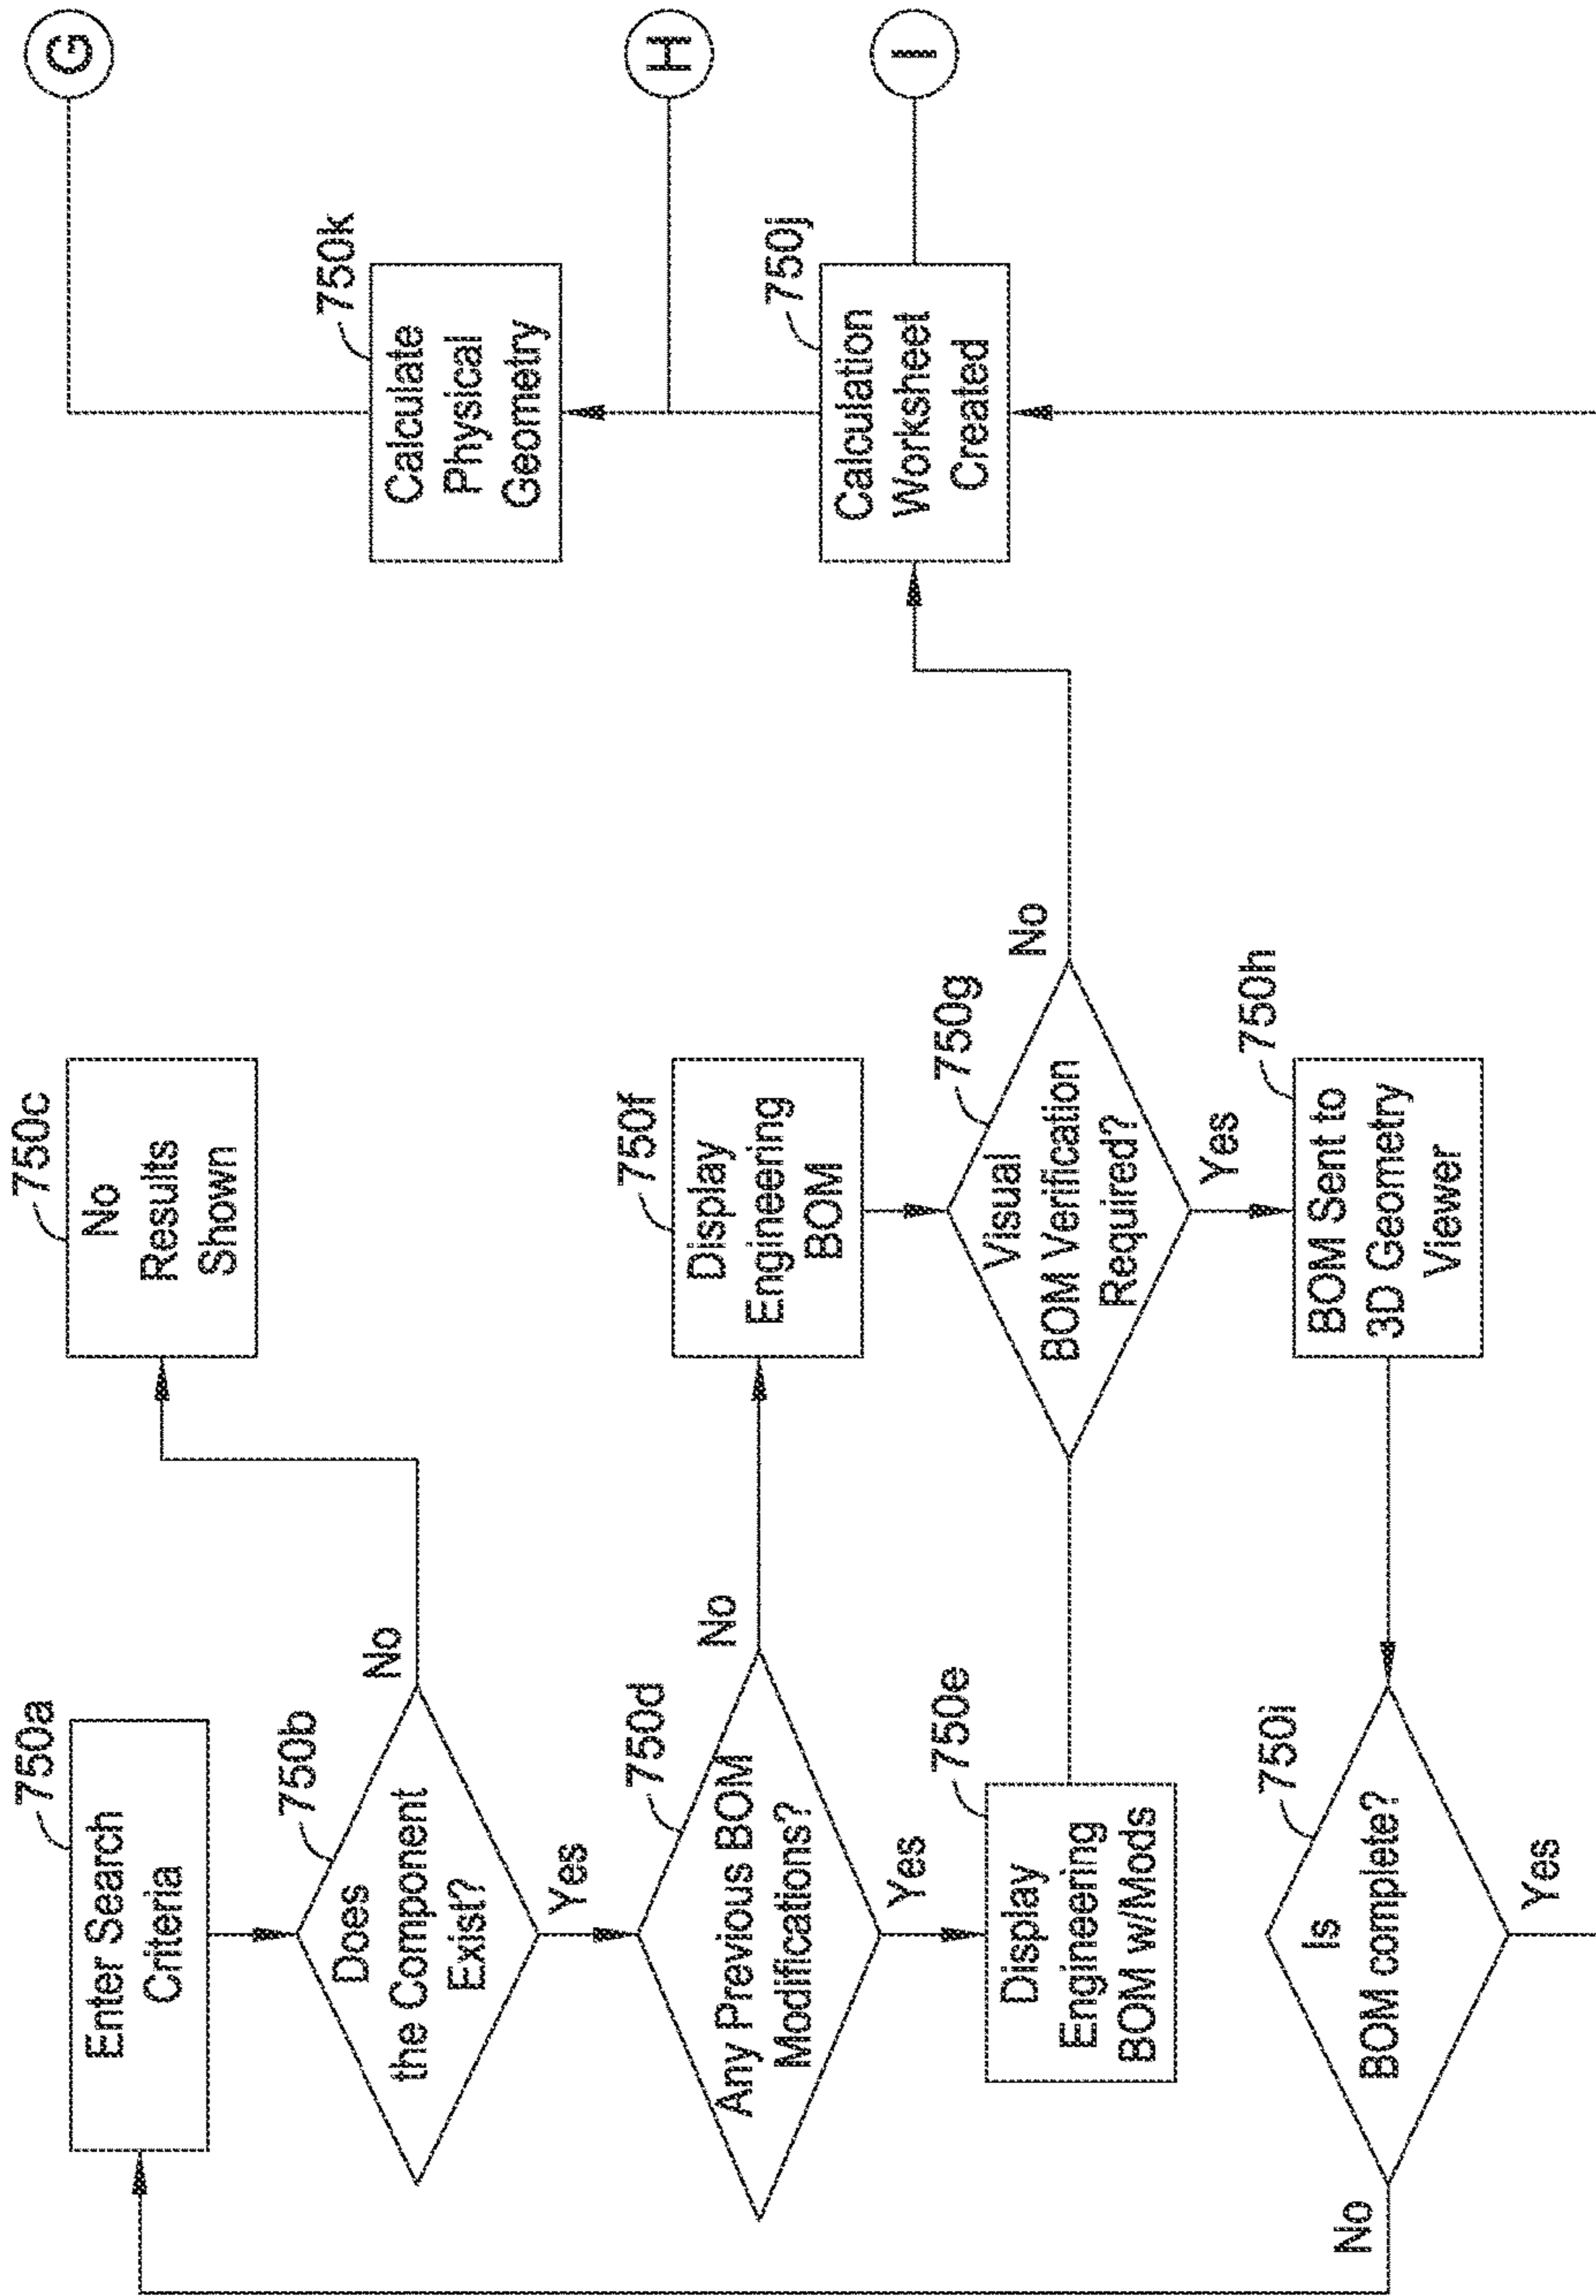 750a
Enter Search
Criteria
750b
Does
the Component
Exist?
No
Yes
750c
No
Results
Shown
750d
Any Previous BOM
Modifications?
No
Yes
750e
Display
Engineering
BOM w/Mods
750f
Display
Engineering
BOM
750g
Visual
BOM Verification
Required?
No
Yes
750h
BOM Sent to
3D Geometry
Viewer
750i
Is
BOM complete?
No
Yes
750j
Calculation
Worksheet
Created
750k
Calculate
Physical
Geometry
G
H
I